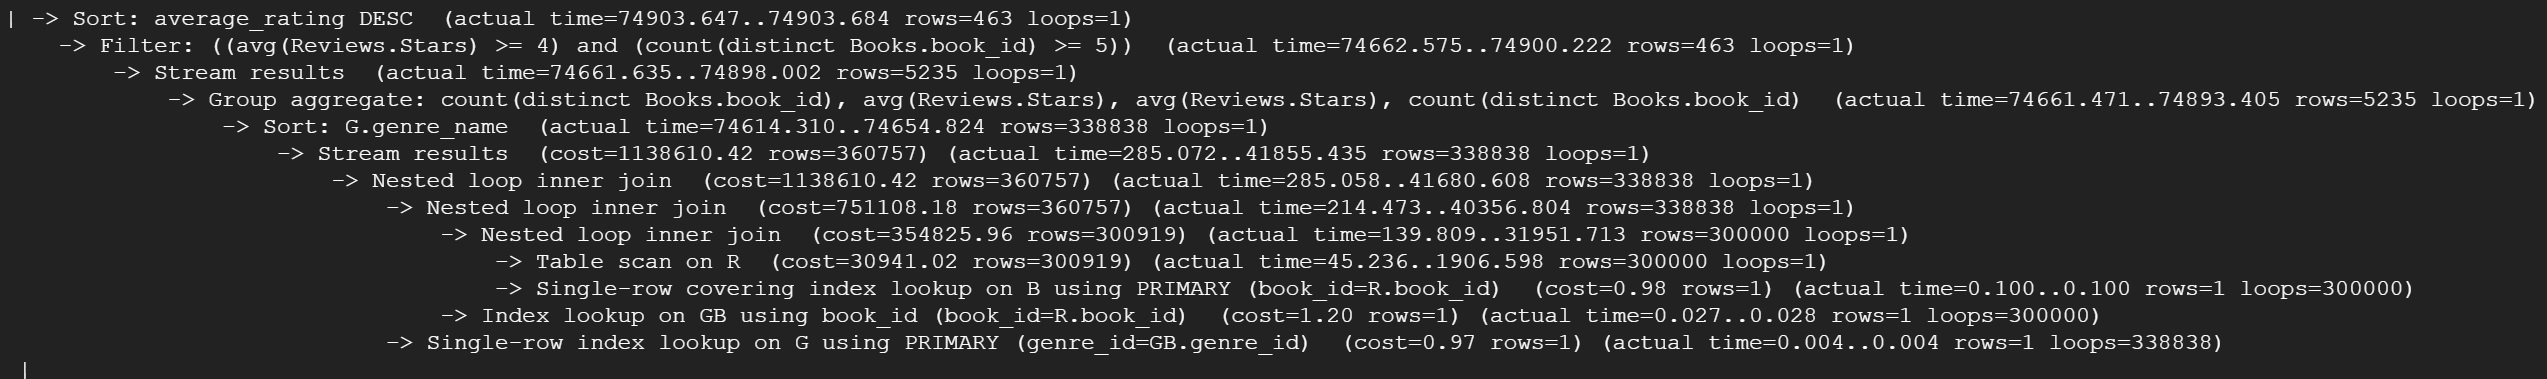 | -> Sort: average_rating DESC  (actual time=74903.647..74903.684 rows=463 loops=1)
    -> Filter: ((avg(Reviews.Stars) >= 4) and (count(distinct Books.book_id) >= 5))  (actual time=74662.575..74900.222 rows=463 loops=1)
        -> Stream results  (actual time=74661.635..74898.002 rows=5235 loops=1)
            -> Group aggregate: count(distinct Books.book_id), avg(Reviews.Stars), avg(Reviews.Stars), count(distinct Books.book_id)  (actual time=74661.471..74893.405 rows=5235 loops=1)
                -> Sort: G.genre_name  (actual time=74614.310..74654.824 rows=338838 loops=1)
                    -> Stream results  (cost=1138610.42 rows=360757) (actual time=285.072..41855.435 rows=338838 loops=1)
                        -> Nested loop inner join  (cost=1138610.42 rows=360757) (actual time=285.058..41680.608 rows=338838 loops=1)
                            -> Nested loop inner join  (cost=751108.18 rows=360757) (actual time=214.473..40356.804 rows=338838 loops=1)
                                -> Nested loop inner join  (cost=354825.96 rows=300919) (actual time=139.809..31951.713 rows=300000 loops=1)
                                    -> Table scan on R  (cost=30941.02 rows=300919) (actual time=45.236..1906.598 rows=300000 loops=1)
                                    -> Single-row covering index lookup on B using PRIMARY (book_id=R.book_id)  (cost=0.98 rows=1) (actual time=0.100..0.100 rows=1 loops=300000)
                                -> Index lookup on GB using book_id (book_id=R.book_id)  (cost=1.20 rows=1) (actual time=0.027..0.028 rows=1 loops=300000)
                            -> Single-row index lookup on G using PRIMARY (genre_id=GB.genre_id)  (cost=0.97 rows=1) (actual time=0.004..0.004 rows=1 loops=338838)
 |